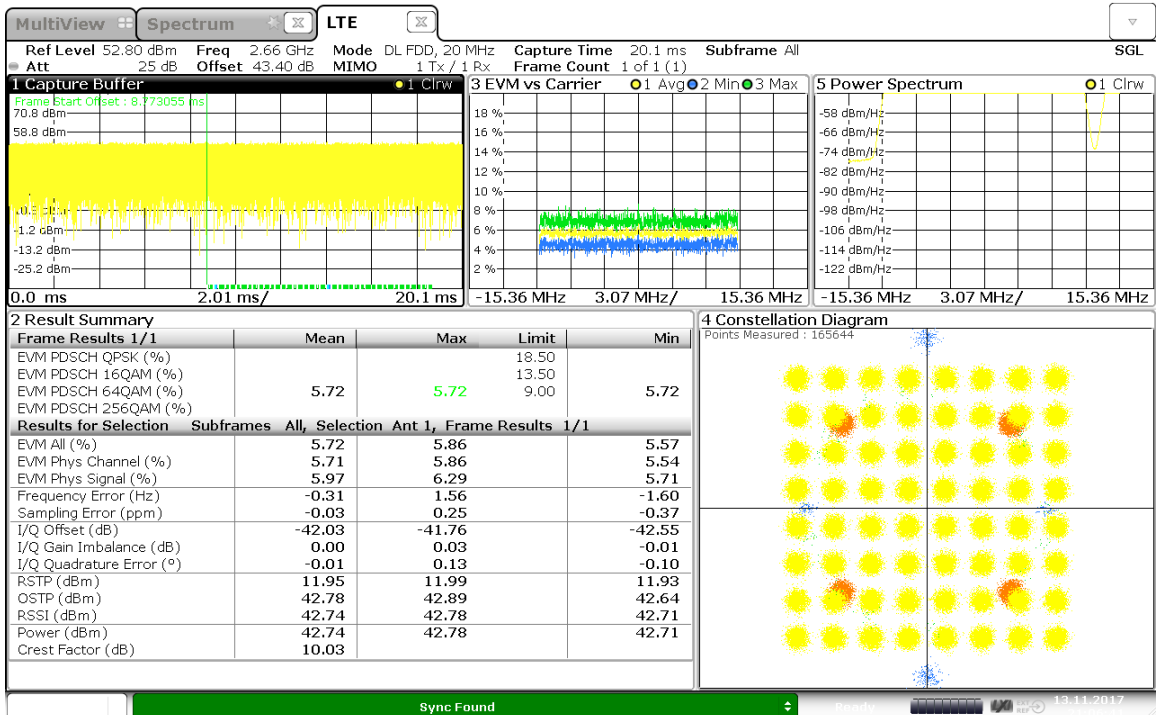 MultiView Spectrum LTE
Ref Level 52.80 dBm Freq 2.66 GHz Mode DL FDD, 20 MHz Capture Time 20.1 ms Subframe All SGL
Att 25 dB Offset 43.40 dB MIMO 1 Tx / 1 Rx Frame Count 1 of 1 (1)
1 Capture Buffer 1 Clrw
Frame Start Offset : 8.773055 ms
70.8 dBm
58.8 dBm
-1.2 dBm
-13.2 dBm
-25.2 dBm
0.0 ms 2.01 ms/ 20.1 ms
3 EVM vs Carrier 1 Avg 2 Min 3 Max
18 %
16 %
14 %
12 %
10 %
8 %
6 %
4 %
2 %
-15.36 MHz 3.07 MHz/ 15.36 MHz
5 Power Spectrum 1 Clrw
-58 dBm/Hz
-66 dBm/Hz
-74 dBm/Hz
-82 dBm/Hz
-90 dBm/Hz
-98 dBm/Hz
-106 dBm/Hz
-114 dBm/Hz
-122 dBm/Hz
-15.36 MHz 3.07 MHz/ 15.36 MHz
2 Result Summary
Frame Results 1/1 Mean Max Limit Min
EVM PDSCH QPSK (%) 18.50
EVM PDSCH 16QAM (%) 13.50
EVM PDSCH 64QAM (%) 5.72 5.72 9.00 5.72
EVM PDSCH 256QAM (%)
Results for Selection Subframes All, Selection Ant 1, Frame Results 1/1
EVM All (%) 5.72 5.86 5.57
EVM Phys Channel (%) 5.71 5.86 5.54
EVM Phys Signal (%) 5.97 6.29 5.71
Frequency Error (Hz) -0.31 1.56 -1.60
Sampling Error (ppm) -0.03 0.25 -0.37
I/Q Offset (dB) -42.03 -41.76 -42.55
I/Q Gain Imbalance (dB) 0.00 0.03 -0.01
I/Q Quadrature Error (°) -0.01 0.13 -0.10
RSTP (dBm) 11.95 11.99 11.93
OSTP (dBm) 42.78 42.89 42.64
RSSI (dBm) 42.74 42.78 42.71
Power (dBm) 42.74 42.78 42.71
Crest Factor (dB) 10.03
4 Constellation Diagram
Points Measured : 165644
Sync Found Ready 13.11.2017